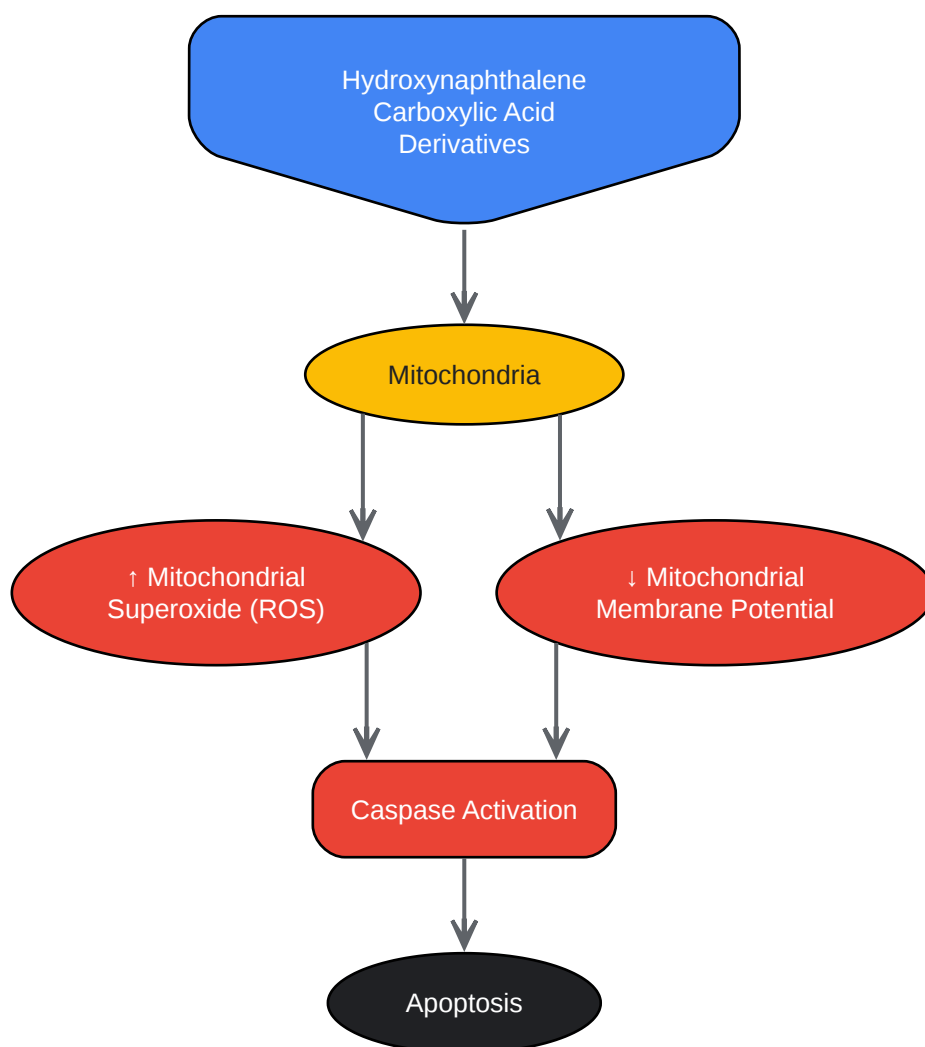 Hydroxynaphthalene
Carboxylic Acid
Derivatives
Mitochondria
↑ Mitochondrial
Superoxide (ROS)
↓ Mitochondrial
Membrane Potential
Caspase Activation
Apoptosis